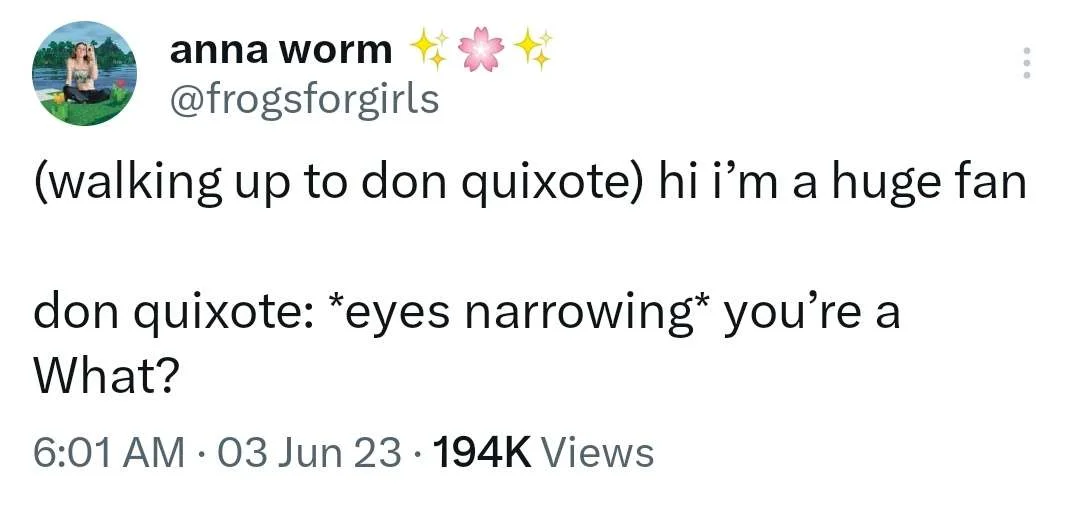 anna worm ✨🌸✨
@frogsforgirls
(walking up to don quixote) hi i’m a huge fan
don quixote: *eyes narrowing* you’re a
What?
6:01 AM · 03 Jun 23 · 194K Views